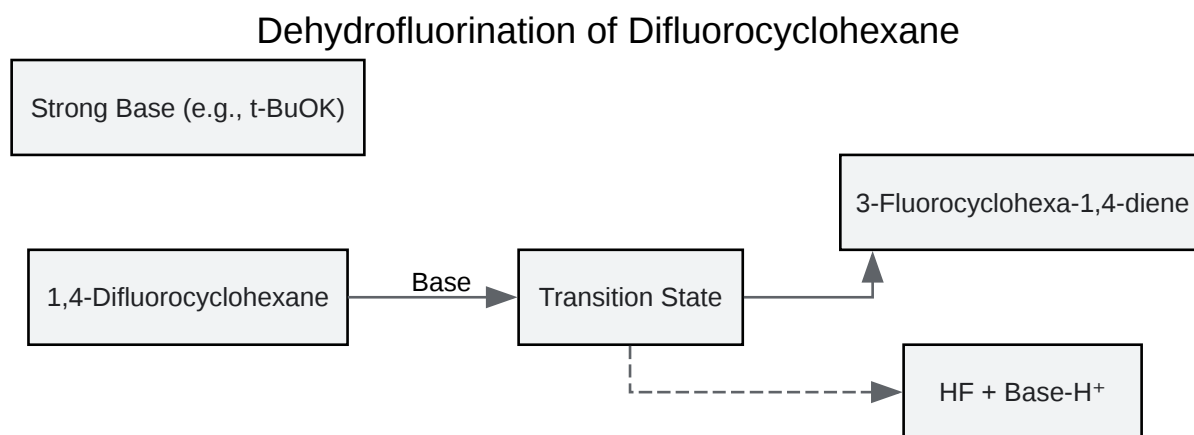 Dehydrofluorination of Difluorocyclohexane
Strong Base (e.g., t-BuOK)
3-Fluorocyclohexa-1,4-diene
1,4-Difluorocyclohexane
Base
Transition State
HF + Base-H⁺